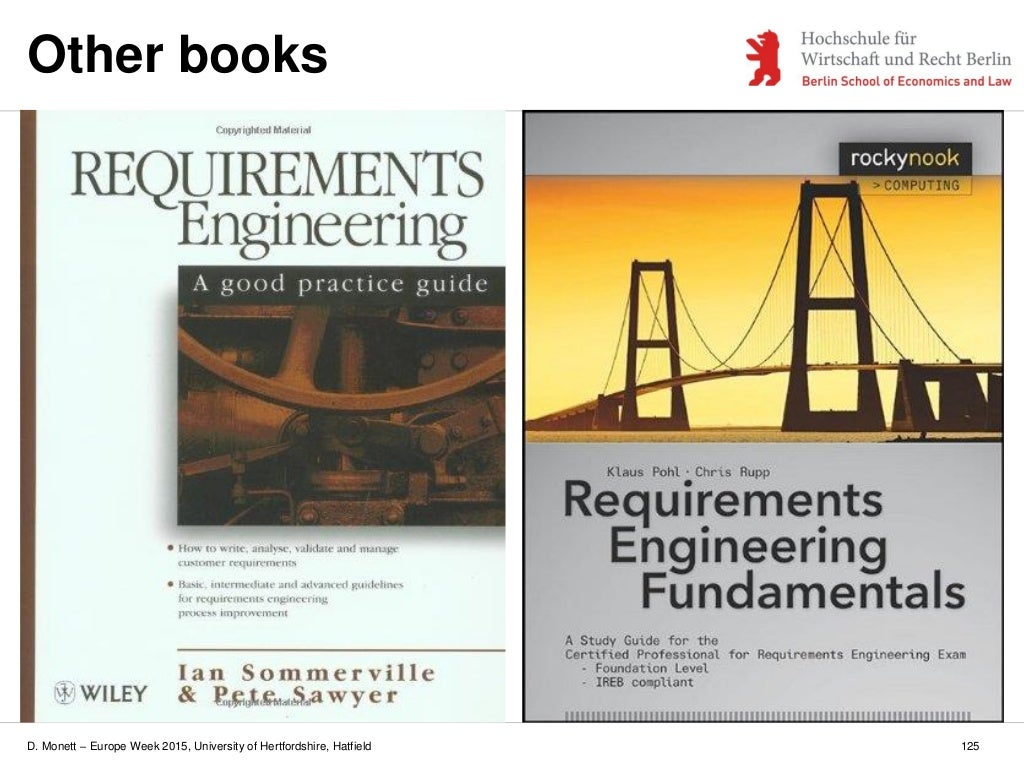 Other books
Hochschule für
Wirtschaft und Recht Berlin
Berlin School of Economics and Law
Copyrighted Material
REQUIREMENTS
Engineering
A good practice guide
• How to write, analyse, validate and manage
customer requirements
• Basic, intermediate and advanced guidelines
for requirements engineering
process improvement
Ian Sommerville
& Pete Sawyer
WILEY
Copyrighted Material
rockynook
> COMPUTING
Klaus Pohl · Chris Rupp
Requirements
Engineering
Fundamentals
A Study Guide for the
Certified Professional for Requirements Engineering Exam
- Foundation Level
- IREB compliant
D. Monett – Europe Week 2015, University of Hertfordshire, Hatfield
125